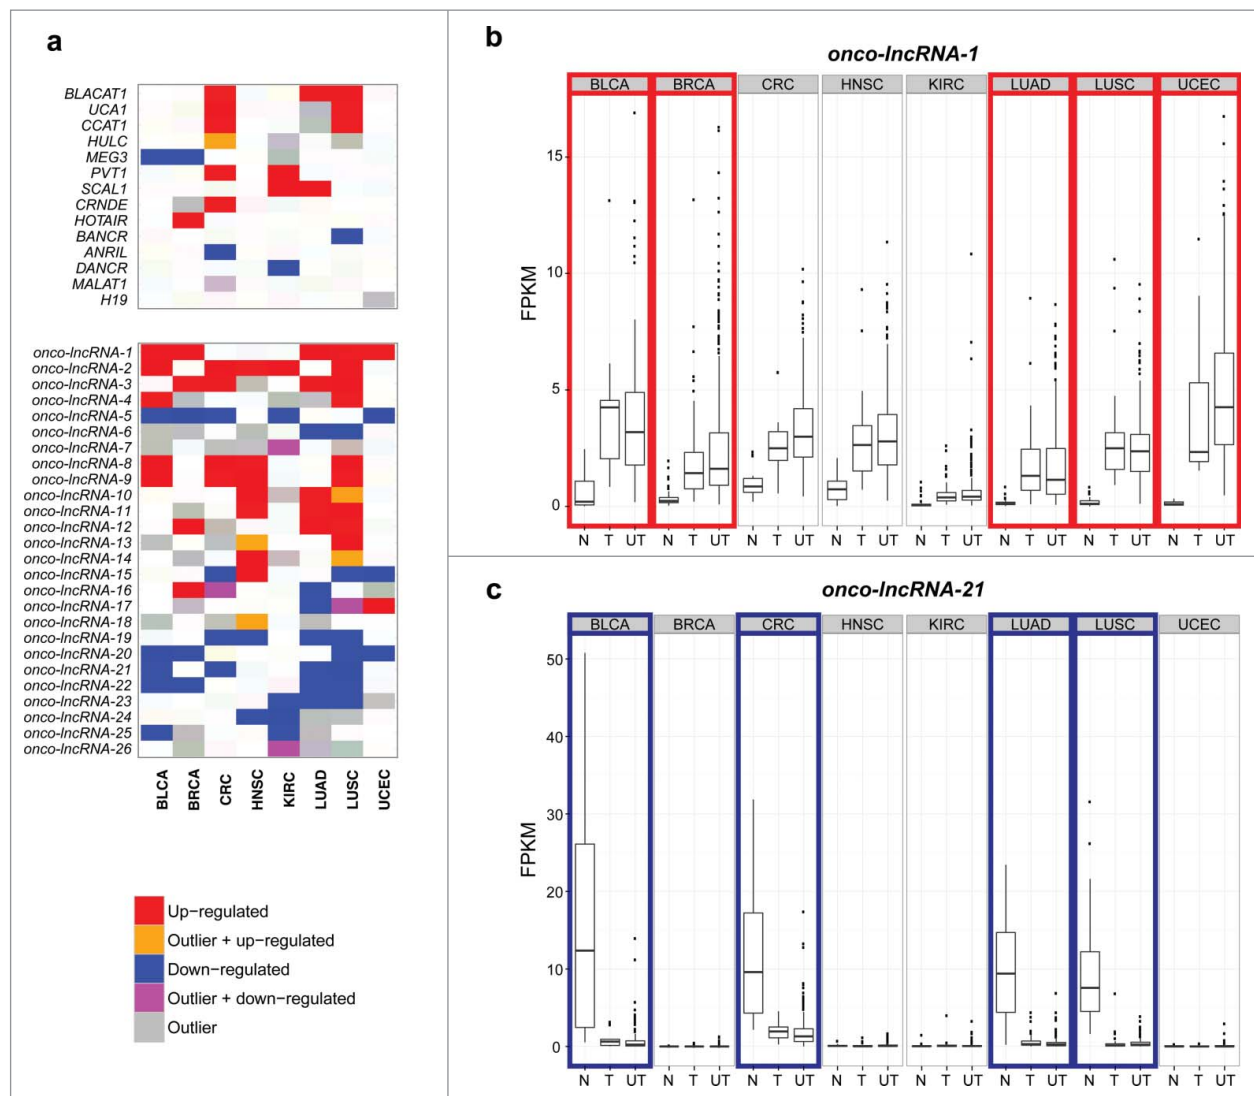 a
BLACAT1
UCA1
CCAT1
HULC
MEG3
PVT1
SCAL1
CRNDE
HOTAIR
BANCR
ANRIL
DANCR
MALAT1
H19
onco-lncRNA-1
onco-lncRNA-2
onco-lncRNA-3
onco-lncRNA-4
onco-lncRNA-5
onco-lncRNA-6
onco-lncRNA-7
onco-lncRNA-8
onco-lncRNA-9
onco-lncRNA-10
onco-lncRNA-11
onco-lncRNA-12
onco-lncRNA-13
onco-lncRNA-14
onco-lncRNA-15
onco-lncRNA-16
onco-lncRNA-17
onco-lncRNA-18
onco-lncRNA-19
onco-lncRNA-20
onco-lncRNA-21
onco-lncRNA-22
onco-lncRNA-23
onco-lncRNA-24
onco-lncRNA-25
onco-lncRNA-26
BLCA BRCA CRC HNSC KIRC LUAD LUSC UCEC
Up−regulated
Outlier + up−regulated
Down−regulated
Outlier + down−regulated
Outlier
b
onco-lncRNA-1
BLCA BRCA CRC HNSC KIRC LUAD LUSC UCEC
15
10
5
0
FPKM
N T UT N T UT N T UT N T UT N T UT N T UT N T UT N T UT
c
onco-lncRNA-21
BLCA BRCA CRC HNSC KIRC LUAD LUSC UCEC
50
40
30
20
10
0
FPKM
N T UT N T UT N T UT N T UT N T UT N T UT N T UT N T UT